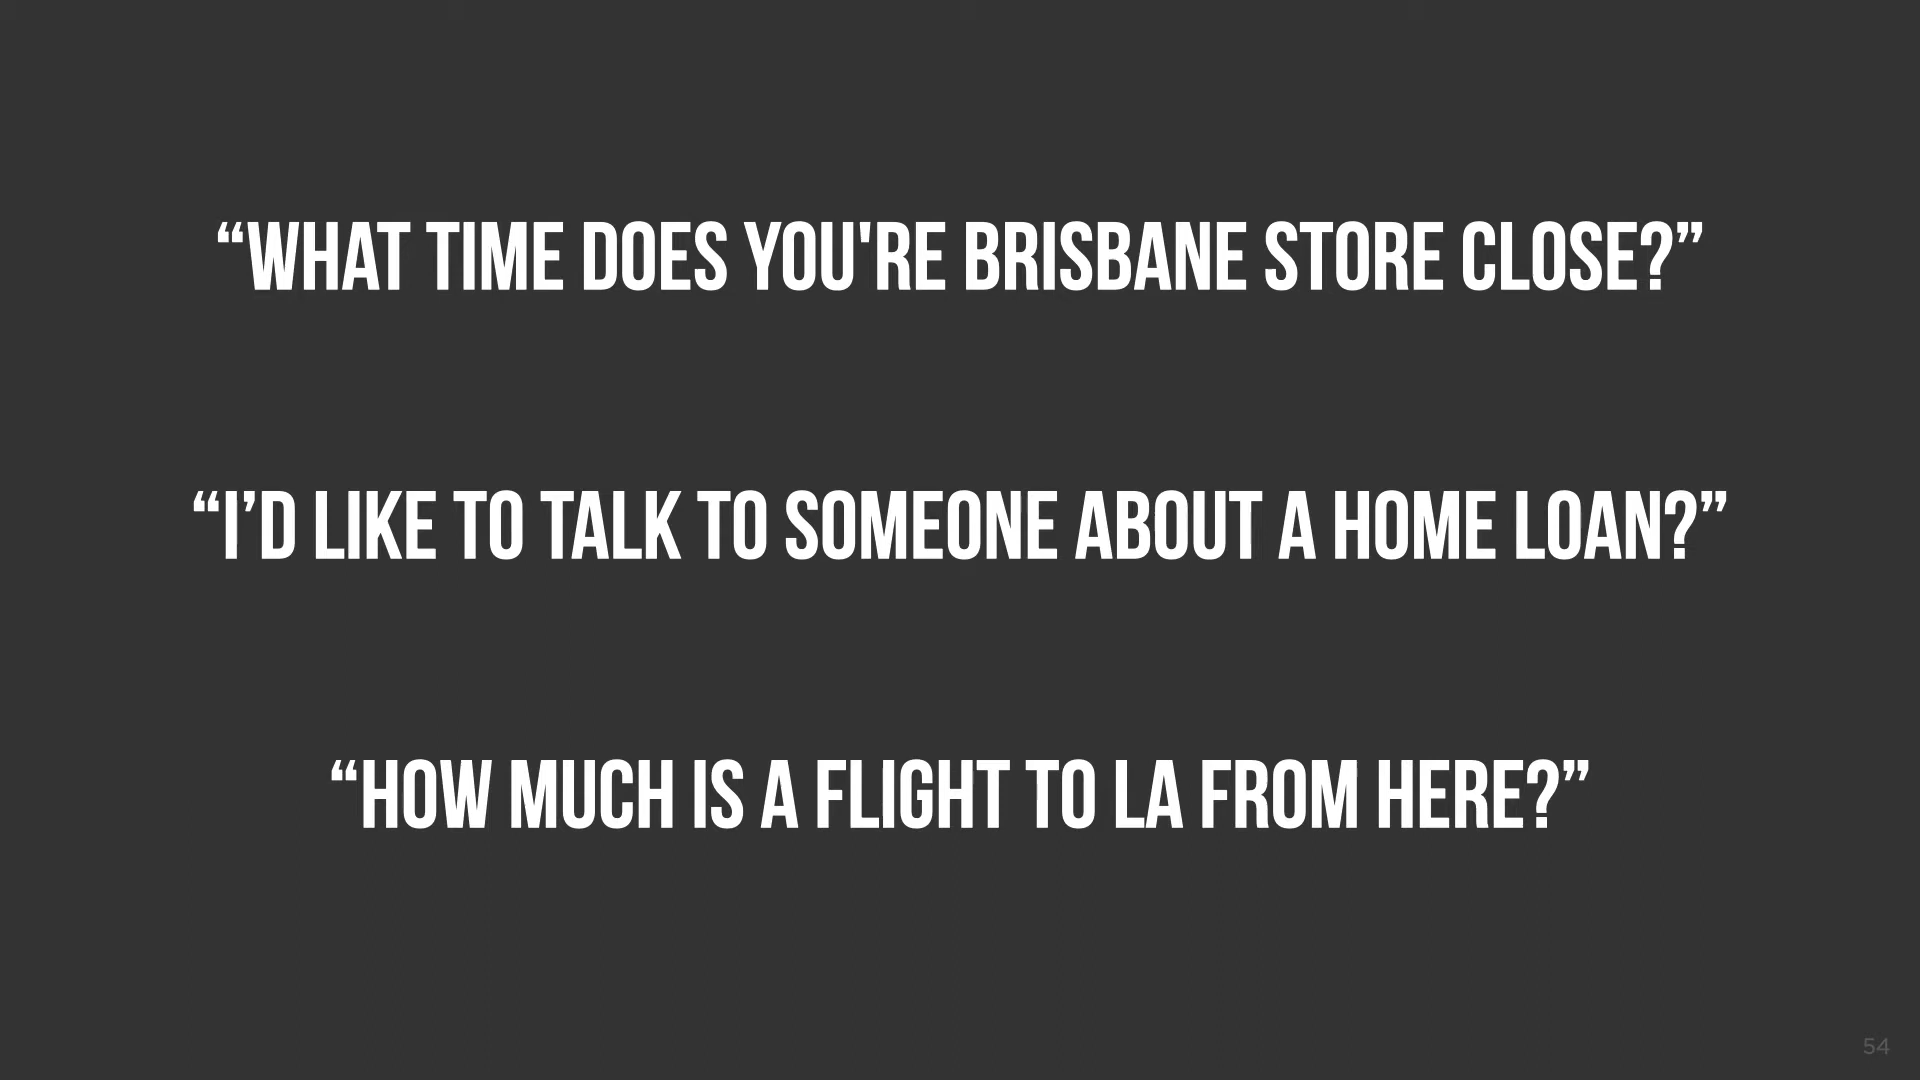 “WHAT TIME DOES YOU'RE BRISBANE STORE CLOSE?”
“I’D LIKE TO TALK TO SOMEONE ABOUT A HOME LOAN?”
“HOW MUCH IS A FLIGHT TO LA FROM HERE?”
54